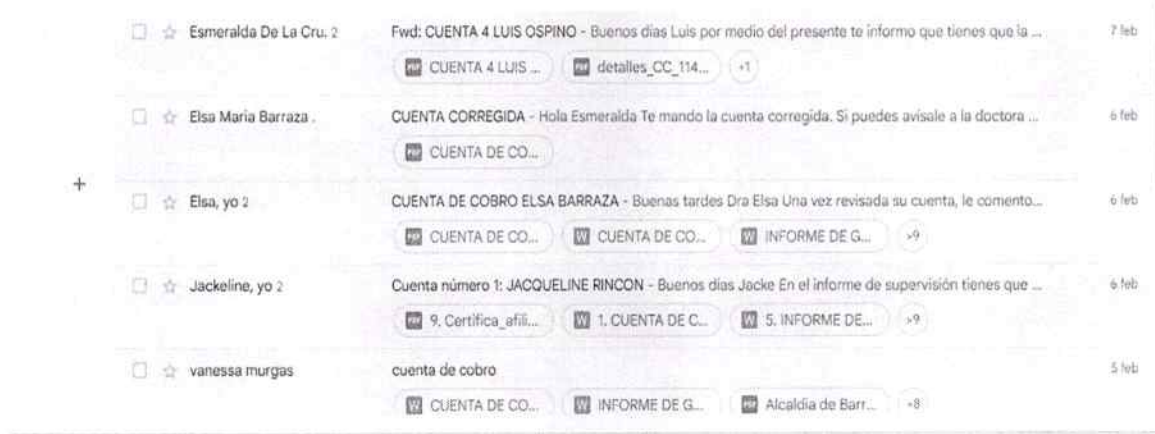 Esmeralda De La Cru. 2 Fwd: CUENTA 4 LUIS OSPINO - Buenos dias Luis por medio del presente te informo que tienes que la ... 7 feb
CUENTA 4 LUIS ... detalles_CC_114... +1
Elsa Maria Barraza . CUENTA CORREGIDA - Hola Esmeralda Te mando la cuenta corregida. Si puedes avisale a la doctora ... 6 feb
CUENTA DE CO...
Elsa, yo 2 CUENTA DE COBRO ELSA BARRAZA - Buenas tardes Dra Elsa Una vez revisada su cuenta, le comento... 6 feb
CUENTA DE CO... CUENTA DE CO... INFORME DE G... +9
Jackeline, yo 2 Cuenta número 1: JACQUELINE RINCON - Buenos dias Jacke En el informe de supervisión tienes que ... 6 feb
9. Certifica_afili... 1. CUENTA DE C... 5. INFORME DE... +9
vanessa murgas cuenta de cobro 5 feb
CUENTA DE CO... INFORME DE G... Alcaldia de Barr... +8